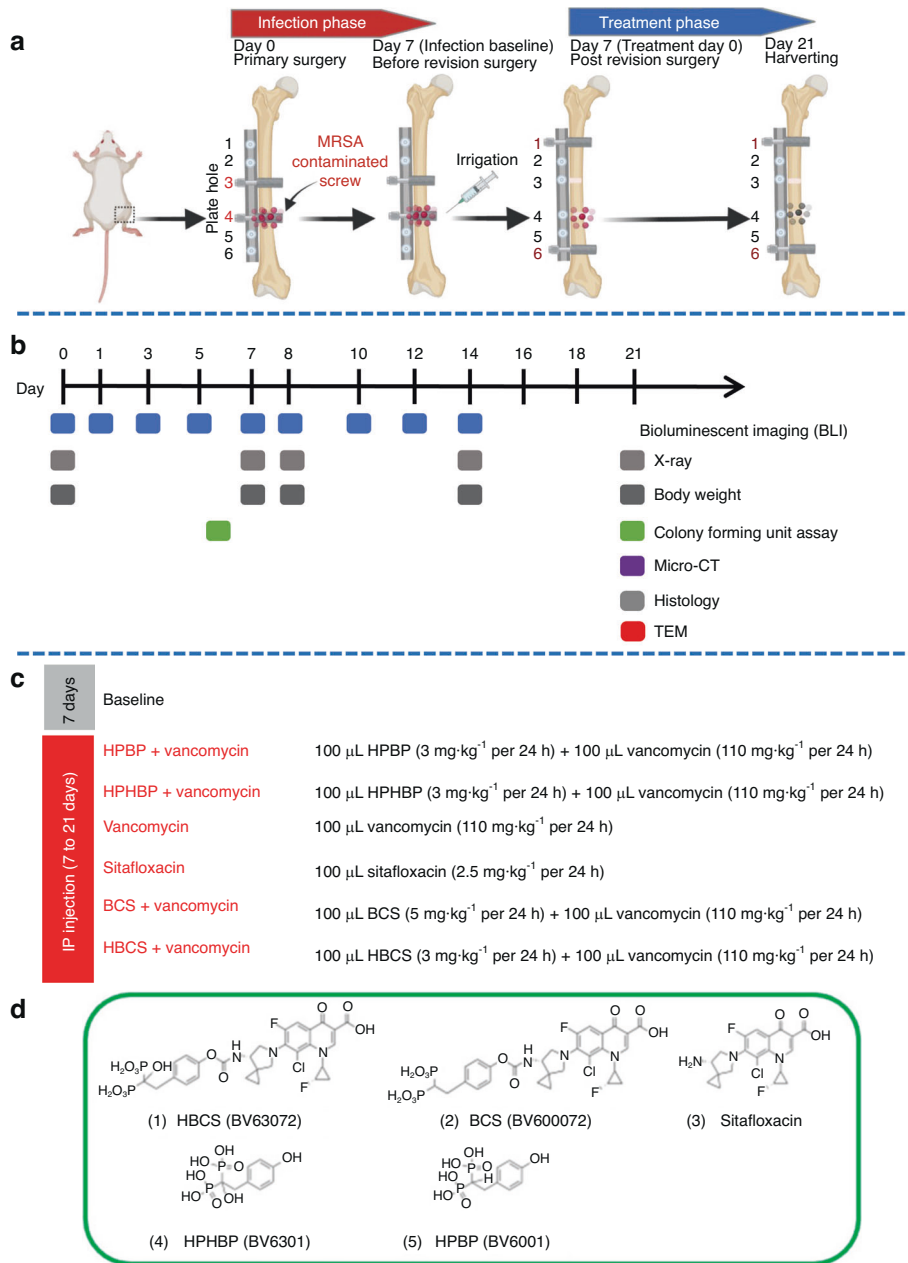 a
Infection phase
Treatment phase
Day 0
Primary surgery
Day 7 (Infection baseline)
Before revision surgery
Day 7 (Treatment day 0)
Post revision surgery
Day 21
Harverting
MRSA
contaminated
screw
Irrigation
Plate hole
1
2
3
4
5
6
1
2
3
4
5
6
1
2
3
4
5
6
b
0 1 3 5 7 8 10 12 14 16 18 21
Day
Bioluminescent imaging (BLI)
X-ray
Body weight
Colony forming unit assay
Micro-CT
Histology
TEM
c
7 days
Baseline
IP injection (7 to 21 days)
HPBP + vancomycin 100 μL HPBP (3 mg·kg⁻¹ per 24 h) + 100 μL vancomycin (110 mg·kg⁻¹ per 24 h)
HPHBP + vancomycin 100 μL HPHBP (3 mg·kg⁻¹ per 24 h) + 100 μL vancomycin (110 mg·kg⁻¹ per 24 h)
Vancomycin 100 μL vancomycin (110 mg·kg⁻¹ per 24 h)
Sitafloxacin 100 μL sitafloxacin (2.5 mg·kg⁻¹ per 24 h)
BCS + vancomycin 100 μL BCS (5 mg·kg⁻¹ per 24 h) + 100 μL vancomycin (110 mg·kg⁻¹ per 24 h)
HBCS + vancomycin 100 μL HBCS (3 mg·kg⁻¹ per 24 h) + 100 μL vancomycin (110 mg·kg⁻¹ per 24 h)
d
H₂O₃P OH
H₂O₃P
O
O
H
N
N
F
Cl
N
F
O
O
OH
H₂O₃P
H₂O₃P
O
O
H
N
N
F
Cl
N
F
O
O
OH
H₂N
N
F
Cl
N
F
O
O
OH
(1) HBCS (BV63072)
(2) BCS (BV600072)
(3) Sitafloxacin
OH
HO
P
O
HO
HO
P
O
OH
OH
OH
HO
P
O
HO
H
HO
P
O
OH
(4) HPHBP (BV6301)
(5) HPBP (BV6001)